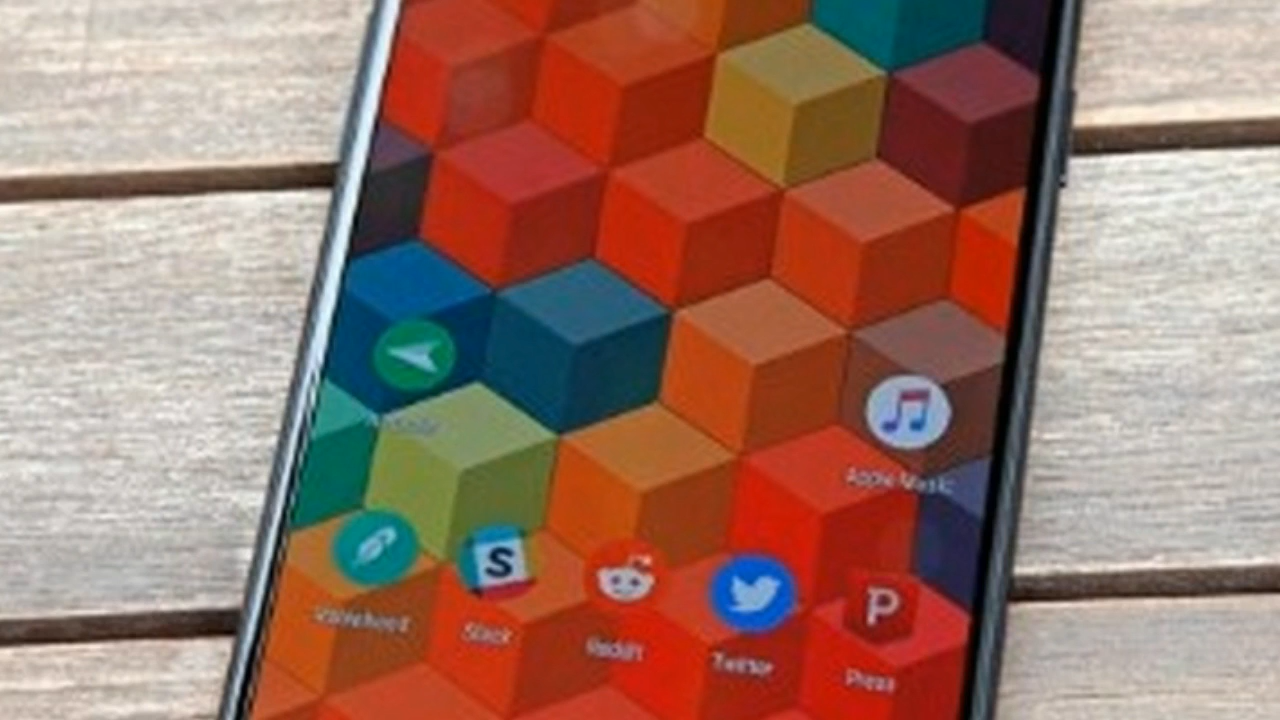 Apple Music
Robinhood
Slack
Reddit
Twitter
Press
S
P